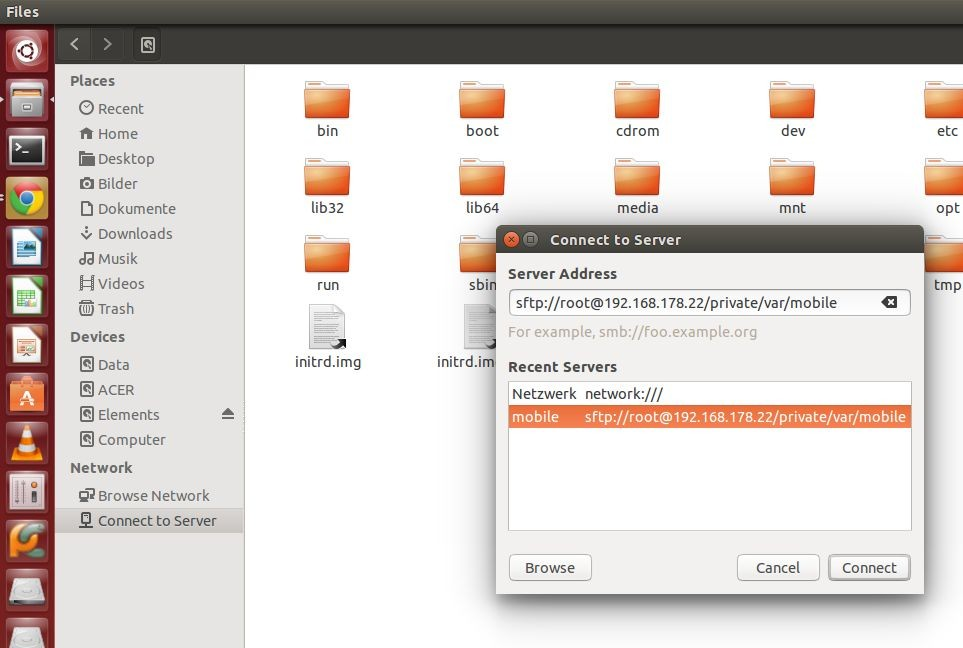 Files
Places
Recent
Home
Desktop
Bilder
Dokumente
Downloads
Musik
Videos
Trash
Devices
Data
ACER
Elements
Computer
Network
Browse Network
Connect to Server
bin boot cdrom dev etc
lib32 lib64 media mnt opt
run sbin tmp
initrd.img initrd.im
Connect to Server
Server Address
sftp://root@192.168.178.22/private/var/mobile
For example, smb://foo.example.org
Recent Servers
Netzwerk network:///
mobile sftp://root@192.168.178.22/private/var/mobile
Browse Cancel Connect